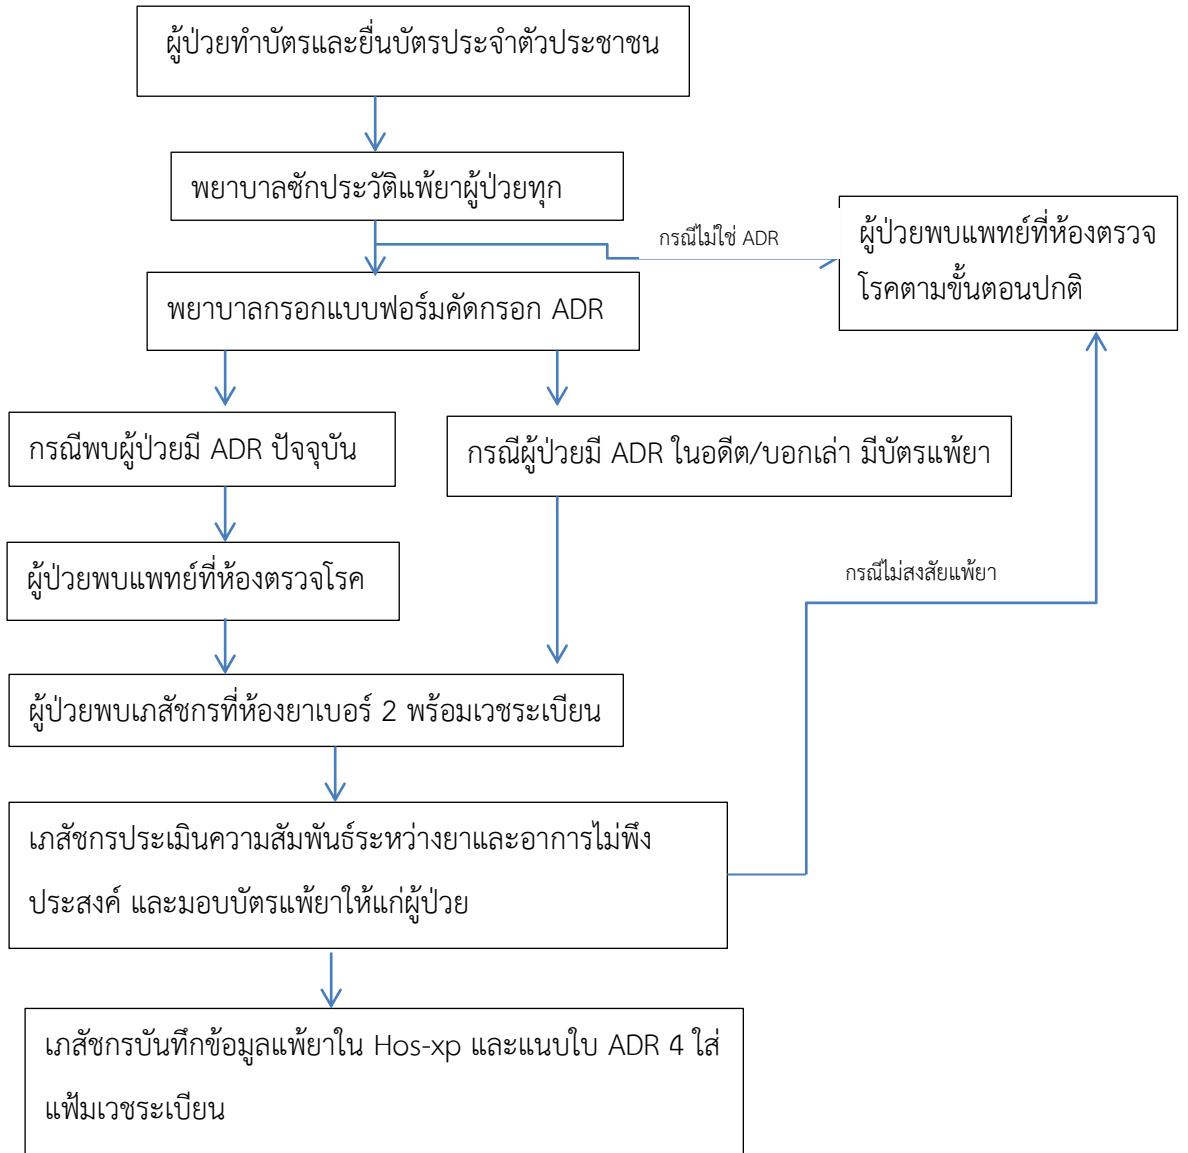 ผู้ป่วยทำบัตรและยื่นบัตรประจำตัวประชาชน
พยาบาลซักประวัติแพ้ยาผู้ป่วยทุก
กรณีไม่ใช่ ADR
ผู้ป่วยพบแพทย์ที่ห้องตรวจ
โรคตามขั้นตอนปกติ
พยาบาลกรอกแบบฟอร์มคัดกรอก ADR
กรณีพบผู้ป่วยมี ADR ปัจจุบัน
กรณีผู้ป่วยมี ADR ในอดีต/บอกเล่า มีบัตรแพ้ยา
ผู้ป่วยพบแพทย์ที่ห้องตรวจโรค
กรณีไม่สงสัยแพ้ยา
ผู้ป่วยพบเภสัชกรที่ห้องยาเบอร์ 2 พร้อมเวชระเบียน
เภสัชกรประเมินความสัมพันธ์ระหว่างยาและอาการไม่พึง
ประสงค์ และมอบบัตรแพ้ยาให้แก่ผู้ป่วย
เภสัชกรบันทึกข้อมูลแพ้ยาใน Hos-xp และแนบใบ ADR 4 ใส่
แฟ้มเวชระเบียน